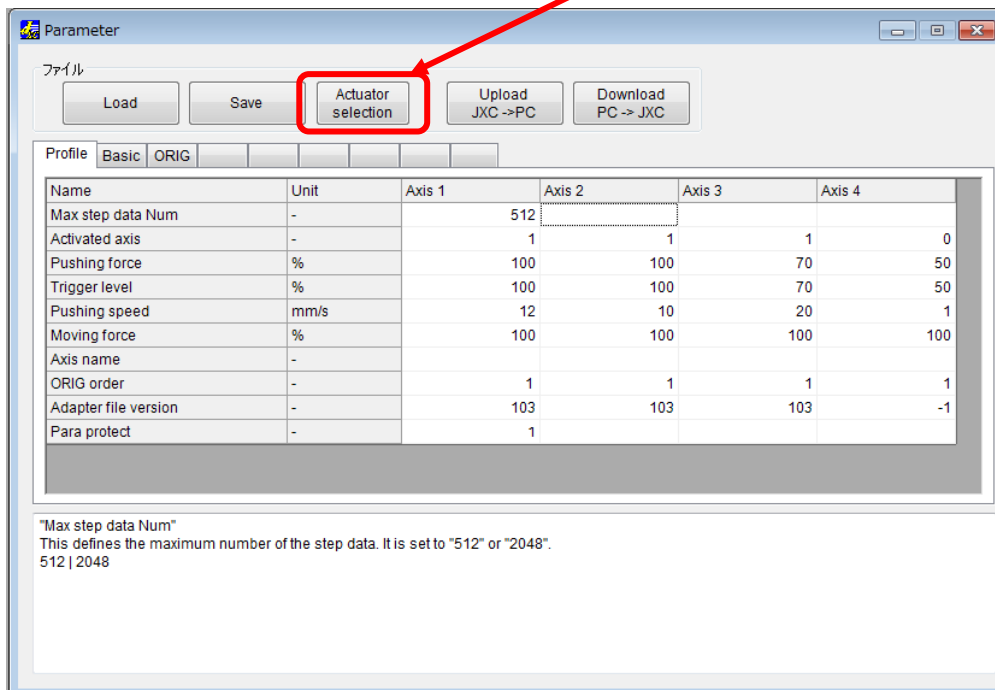 Parameter
ファイル
Load Save Actuator selection Upload JXC ->PC Download PC -> JXC
Profile Basic ORIG
Name Unit Axis 1 Axis 2 Axis 3 Axis 4
Max step data Num - 512
Activated axis - 1 1 1 0
Pushing force % 100 100 70 50
Trigger level % 100 100 70 50
Pushing speed mm/s 12 10 20 1
Moving force % 100 100 100 100
Axis name -
ORIG order - 1 1 1 1
Adapter file version - 103 103 103 -1
Para protect - 1
"Max step data Num"
This defines the maximum number of the step data. It is set to "512" or "2048".
512 | 2048